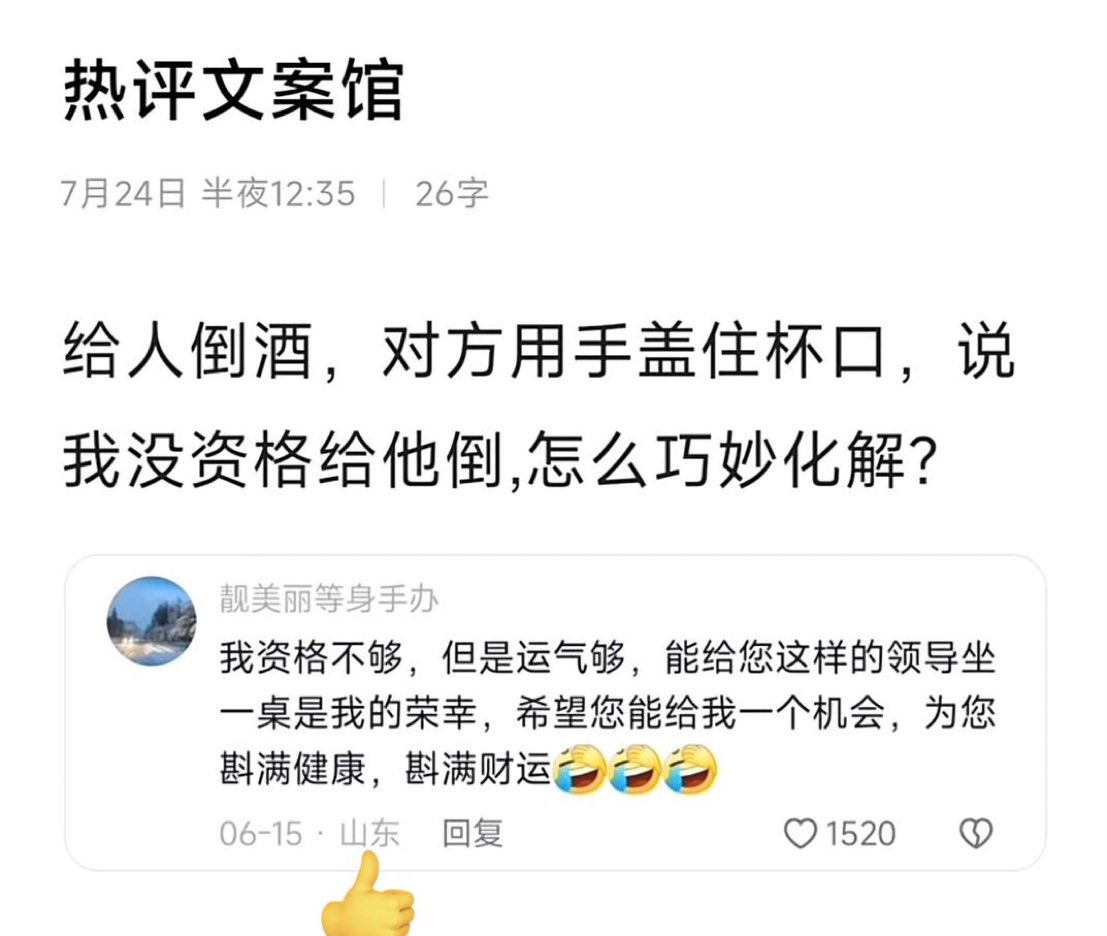 热评文案馆
7月24日 半夜12:35 | 26字
给人倒酒，对方用手盖住杯口，说
我没资格给他倒,怎么巧妙化解?
靓美丽等身手办
我资格不够，但是运气够，能给您这样的领导坐
一桌是我的荣幸，希望您能给我一个机会，为您
斟满健康，斟满财运🤣🤣🤣
06-15 · 山东 回复 1520